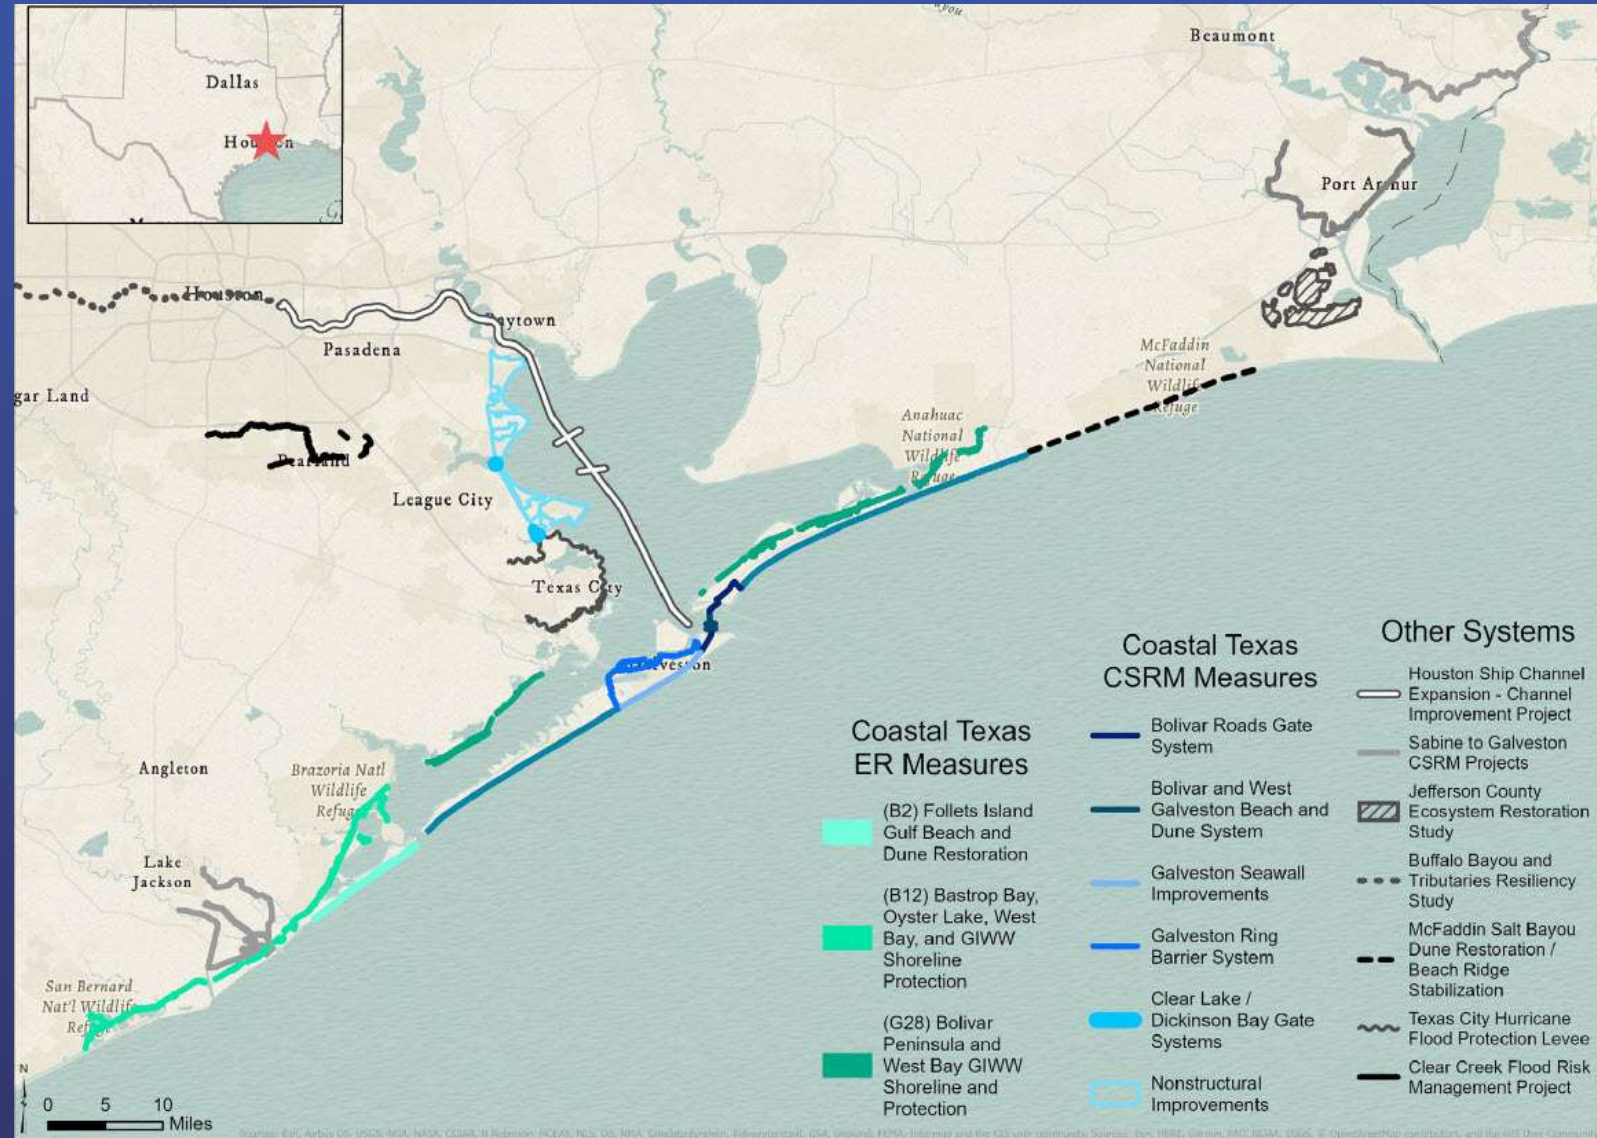 Dallas
Houston
Beaumont
Port Arthur
Houston
Baytown
Pasadena
gar Land
Pearland
League City
Texas City
Galveston
McFaddin
National
Wildlife
Refuge
Anahuac
National
Wildlife
Refuge
Angleton
Brazoria Natl
Wildlife
Refuge
Lake
Jackson
San Bernard
Nat'l Wildlife
Refuge
N
0 5 10
Miles
Coastal Texas
ER Measures
(B2) Follets Island
Gulf Beach and
Dune Restoration
(B12) Bastrop Bay,
Oyster Lake, West
Bay, and GIWW
Shoreline
Protection
(G28) Bolivar
Peninsula and
West Bay GIWW
Shoreline and
Protection
Coastal Texas
CSRM Measures
Bolivar Roads Gate
System
Bolivar and West
Galveston Beach and
Dune System
Galveston Seawall
Improvements
Galveston Ring
Barrier System
Clear Lake /
Dickinson Bay Gate
Systems
Nonstructural
Improvements
Other Systems
Houston Ship Channel
Expansion - Channel
Improvement Project
Sabine to Galveston
CSRM Projects
Jefferson County
Ecosystem Restoration
Study
Buffalo Bayou and
Tributaries Resiliency
Study
McFaddin Salt Bayou
Dune Restoration /
Beach Ridge
Stabilization
Texas City Hurricane
Flood Protection Levee
Clear Creek Flood Risk
Management Project